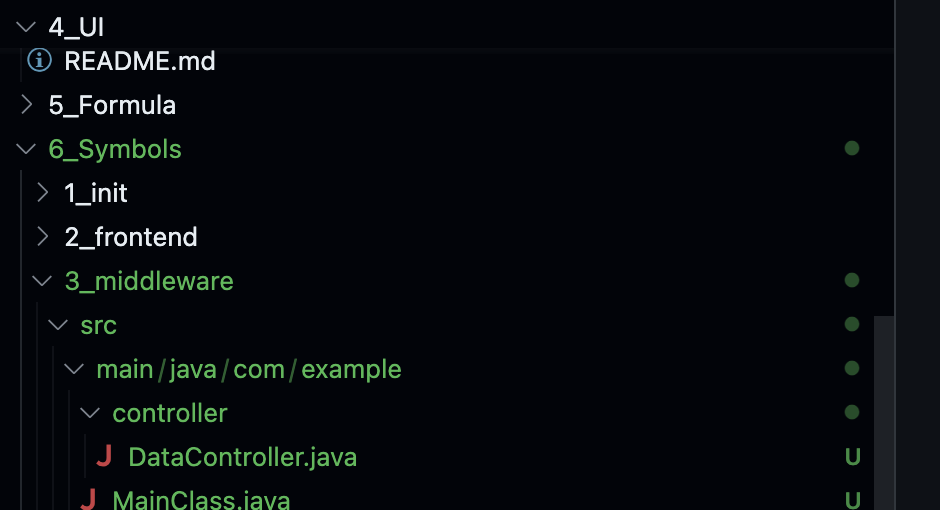 4_UI
README.md
5_Formula
6_Symbols
1_init
2_frontend
3_middleware
src
main/java/com/example
controller
J DataController.java U
J MainClass.java U